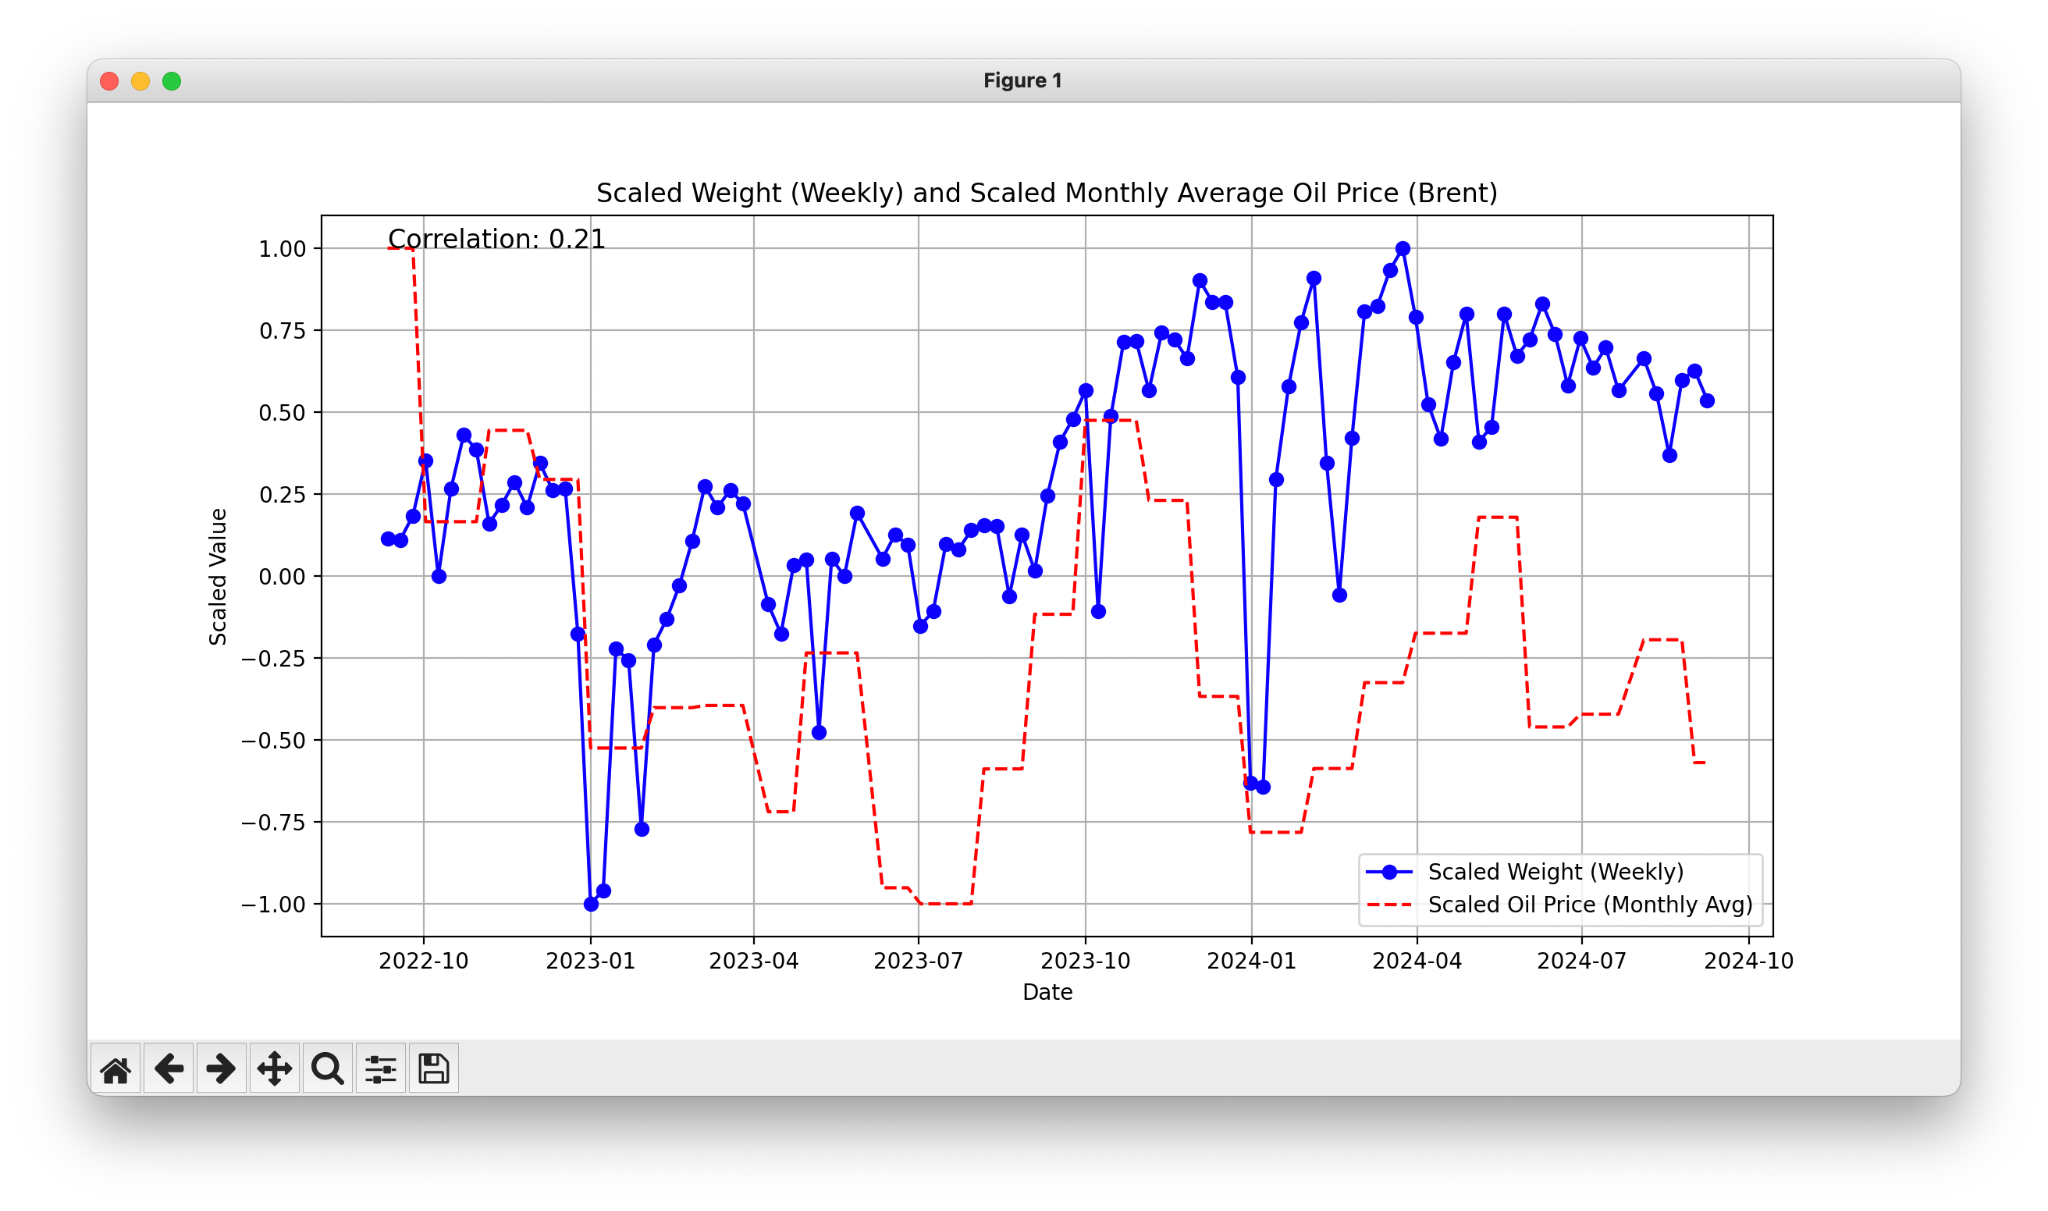 Figure 1
Scaled Weight (Weekly) and Scaled Monthly Average Oil Price (Brent)
Correlation: 0.21
1.00
0.75
0.50
0.25
0.00
−0.25
−0.50
−0.75
−1.00
Scaled Value
Scaled Weight (Weekly)
Scaled Oil Price (Monthly Avg)
2022-10 2023-01 2023-04 2023-07 2023-10 2024-01 2024-04 2024-07 2024-10
Date